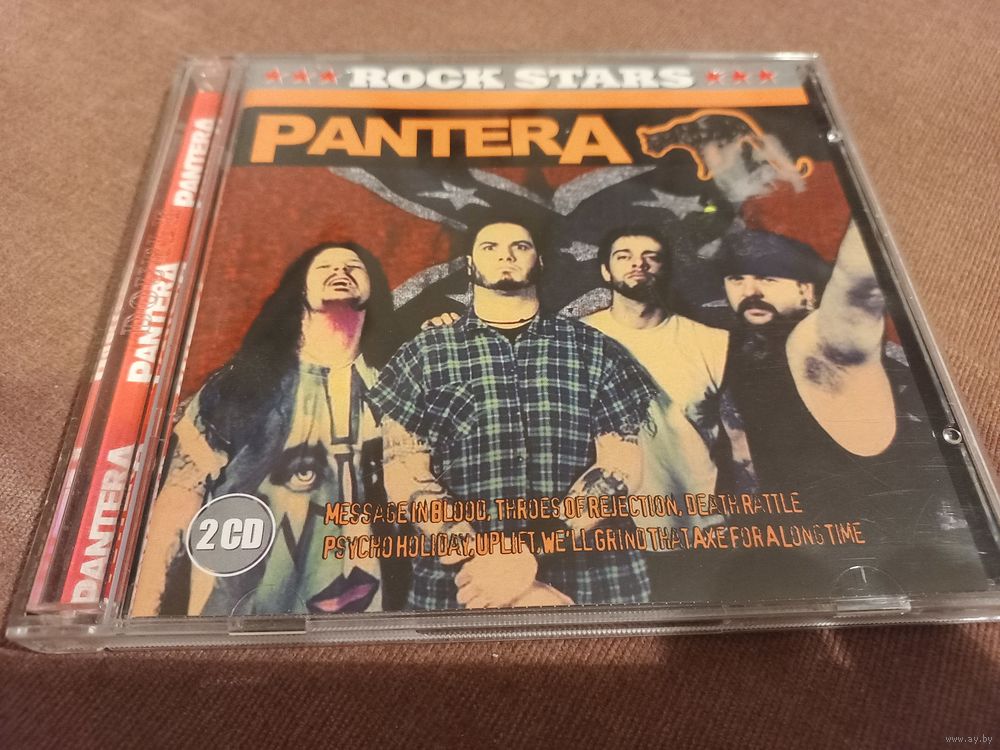 ROCK STARS
PANTERA
PANTERA
PANTERA
PANTERA
2 CD
MESSAGE IN BLOOD, THROES OF REJECTION, DEATH RATTLE
PSYCHO HOLIDAY, UPLIFT, WE'LL GRIND THAT AXE FOR A LONG TIME
www.ay.by